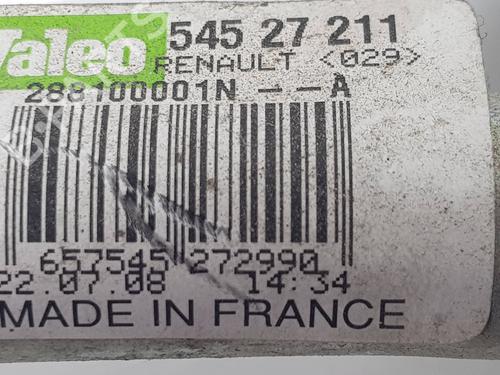 Valeo 545 27 211
RENAULT <029>
288100001N --A
657545 272990
22.07.08 14:34
MADE IN FRANCE